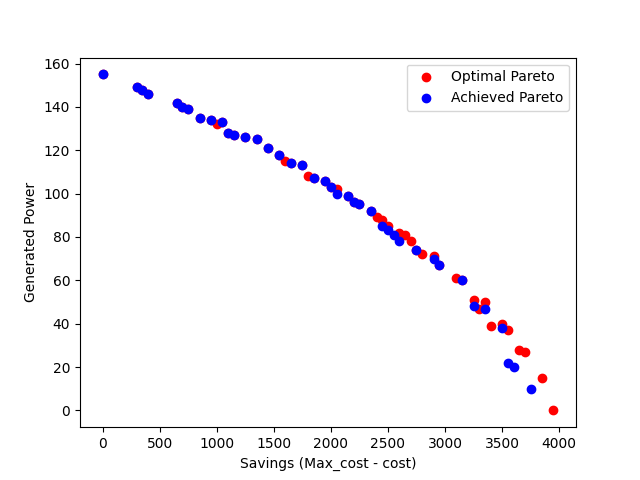 Optimal Pareto
Achieved Pareto
160
140
120
100
80
60
40
20
0
Generated Power
0 500 1000 1500 2000 2500 3000 3500 4000
Savings (Max_cost - cost)